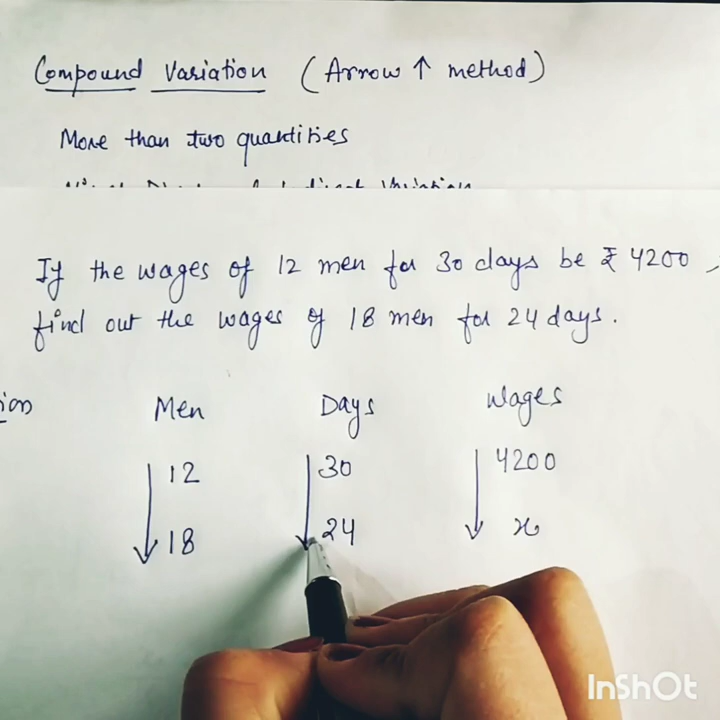 Compound Variation (Arrow ↑ method)
More than two quantities
If the wages of 12 men for 30 days be ₹ 4200,
find out the wages of 18 men for 24 days.
Men Days Wages
12 30 4200
18 24 x
InShOt